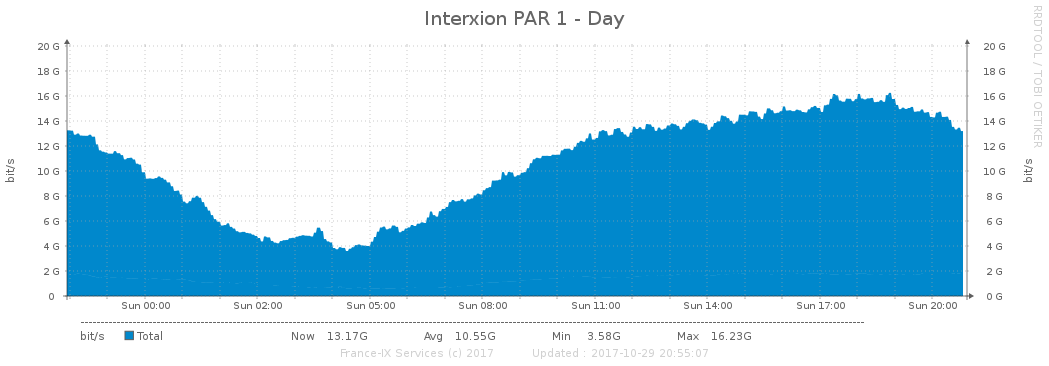 Interxion PAR 1 - Day
RRDTOOL / TOBI OETIKER
20 G 20 G
18 G 18 G
16 G 16 G
14 G 14 G
12 G 12 G
10 G 10 G
8 G 8 G
6 G 6 G
4 G 4 G
2 G 2 G
0 0 G
bit/s bit/s
Sun 00:00 Sun 02:00 Sun 05:00 Sun 08:00 Sun 11:00 Sun 14:00 Sun 17:00 Sun 20:00
bit/s Total Now 13.17G Avg 10.55G Min 3.58G Max 16.23G
France-IX Services (c) 2017 Updated : 2017-10-29 20:55:07